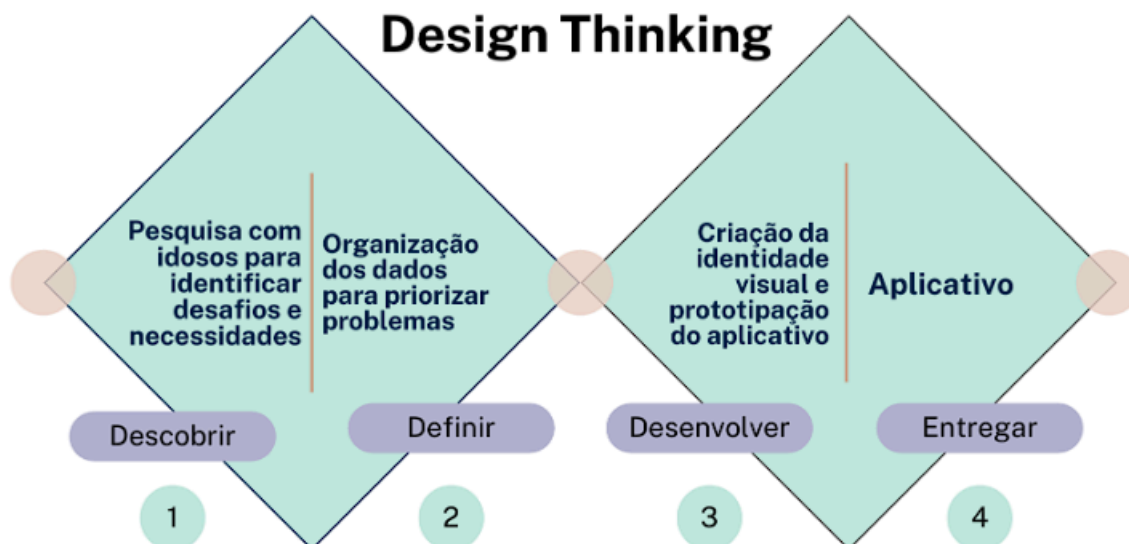 Design Thinking
Pesquisa com
idosos para
identificar
desafios e
necessidades
Organização
dos dados
para priorizar
problemas
Criação da
identidade
visual e
prototipação
do aplicativo
Aplicativo
Descobrir
Definir
Desenvolver
Entregar
1
2
3
4